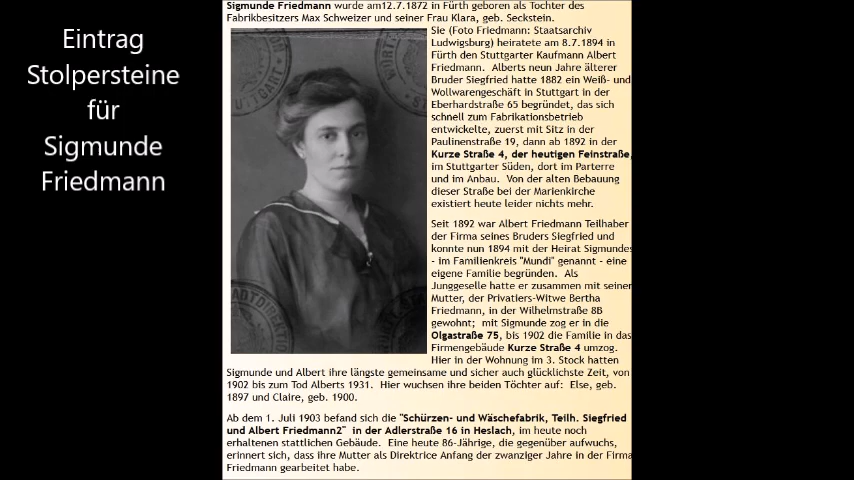 Eintrag
Stolpersteine
für
Sigmunde
Friedmann
Sigmunde Friedmann wurde am12.7.1872 in Fürth geboren als Tochter des
Fabrikbesitzers Max Schweizer und seiner Frau Klara, geb. Seckstein.
Sie (Foto Friedmann: Staatsarchiv
Ludwigsburg) heiratete am 8.7.1894 in
Fürth den Stuttgarter Kaufmann Albert
Friedmann. Alberts neun Jahre älterer
Bruder Siegfried hatte 1882 ein Weiß- und
Wollwarengeschäft in Stuttgart in der
Eberhardstraße 65 begründet, das sich
schnell zum Fabrikationsbetrieb
entwickelte, zuerst mit Sitz in der
Paulinenstraße 19, dann ab 1892 in der
Kurze Straße 4, der heutigen Feinstraße,
im Stuttgarter Süden, dort im Parterre
und im Anbau. Von der alten Bebauung
dieser Straße bei der Marienkirche
existiert heute leider nichts mehr.
Seit 1892 war Albert Friedmann Teilhaber
der Firma seines Bruders Siegfried und
konnte nun 1894 mit der Heirat Sigmundes
- im Familienkreis "Mundi" genannt - eine
eigene Familie begründen. Als
Junggeselle hatte er zusammen mit seiner
Mutter, der Privatiers-Witwe Bertha
Friedmann, in der Wilhelmstraße 8B
gewohnt; mit Sigmunde zog er in die
Olgastraße 75, bis 1902 die Familie in das
Firmengebäude Kurze Straße 4 umzog.
Hier in der Wohnung im 3. Stock hatten
Sigmunde und Albert ihre längste gemeinsame und sicher auch glücklichste Zeit, von
1902 bis zum Tod Alberts 1931. Hier wuchsen ihre beiden Töchter auf: Else, geb.
1897 und Claire, geb. 1900.
Ab dem 1. Juli 1903 befand sich die "Schürzen- und Wäschefabrik, Teilh. Siegfried
und Albert Friedmann2" in der Adlerstraße 16 in Heslach, im heute noch
erhaltenen stattlichen Gebäude. Eine heute 86-Jährige, die gegenüber aufwuchs,
erinnert sich, dass ihre Mutter als Direktrice Anfang der zwanziger Jahre in der Firma
Friedmann gearbeitet habe.